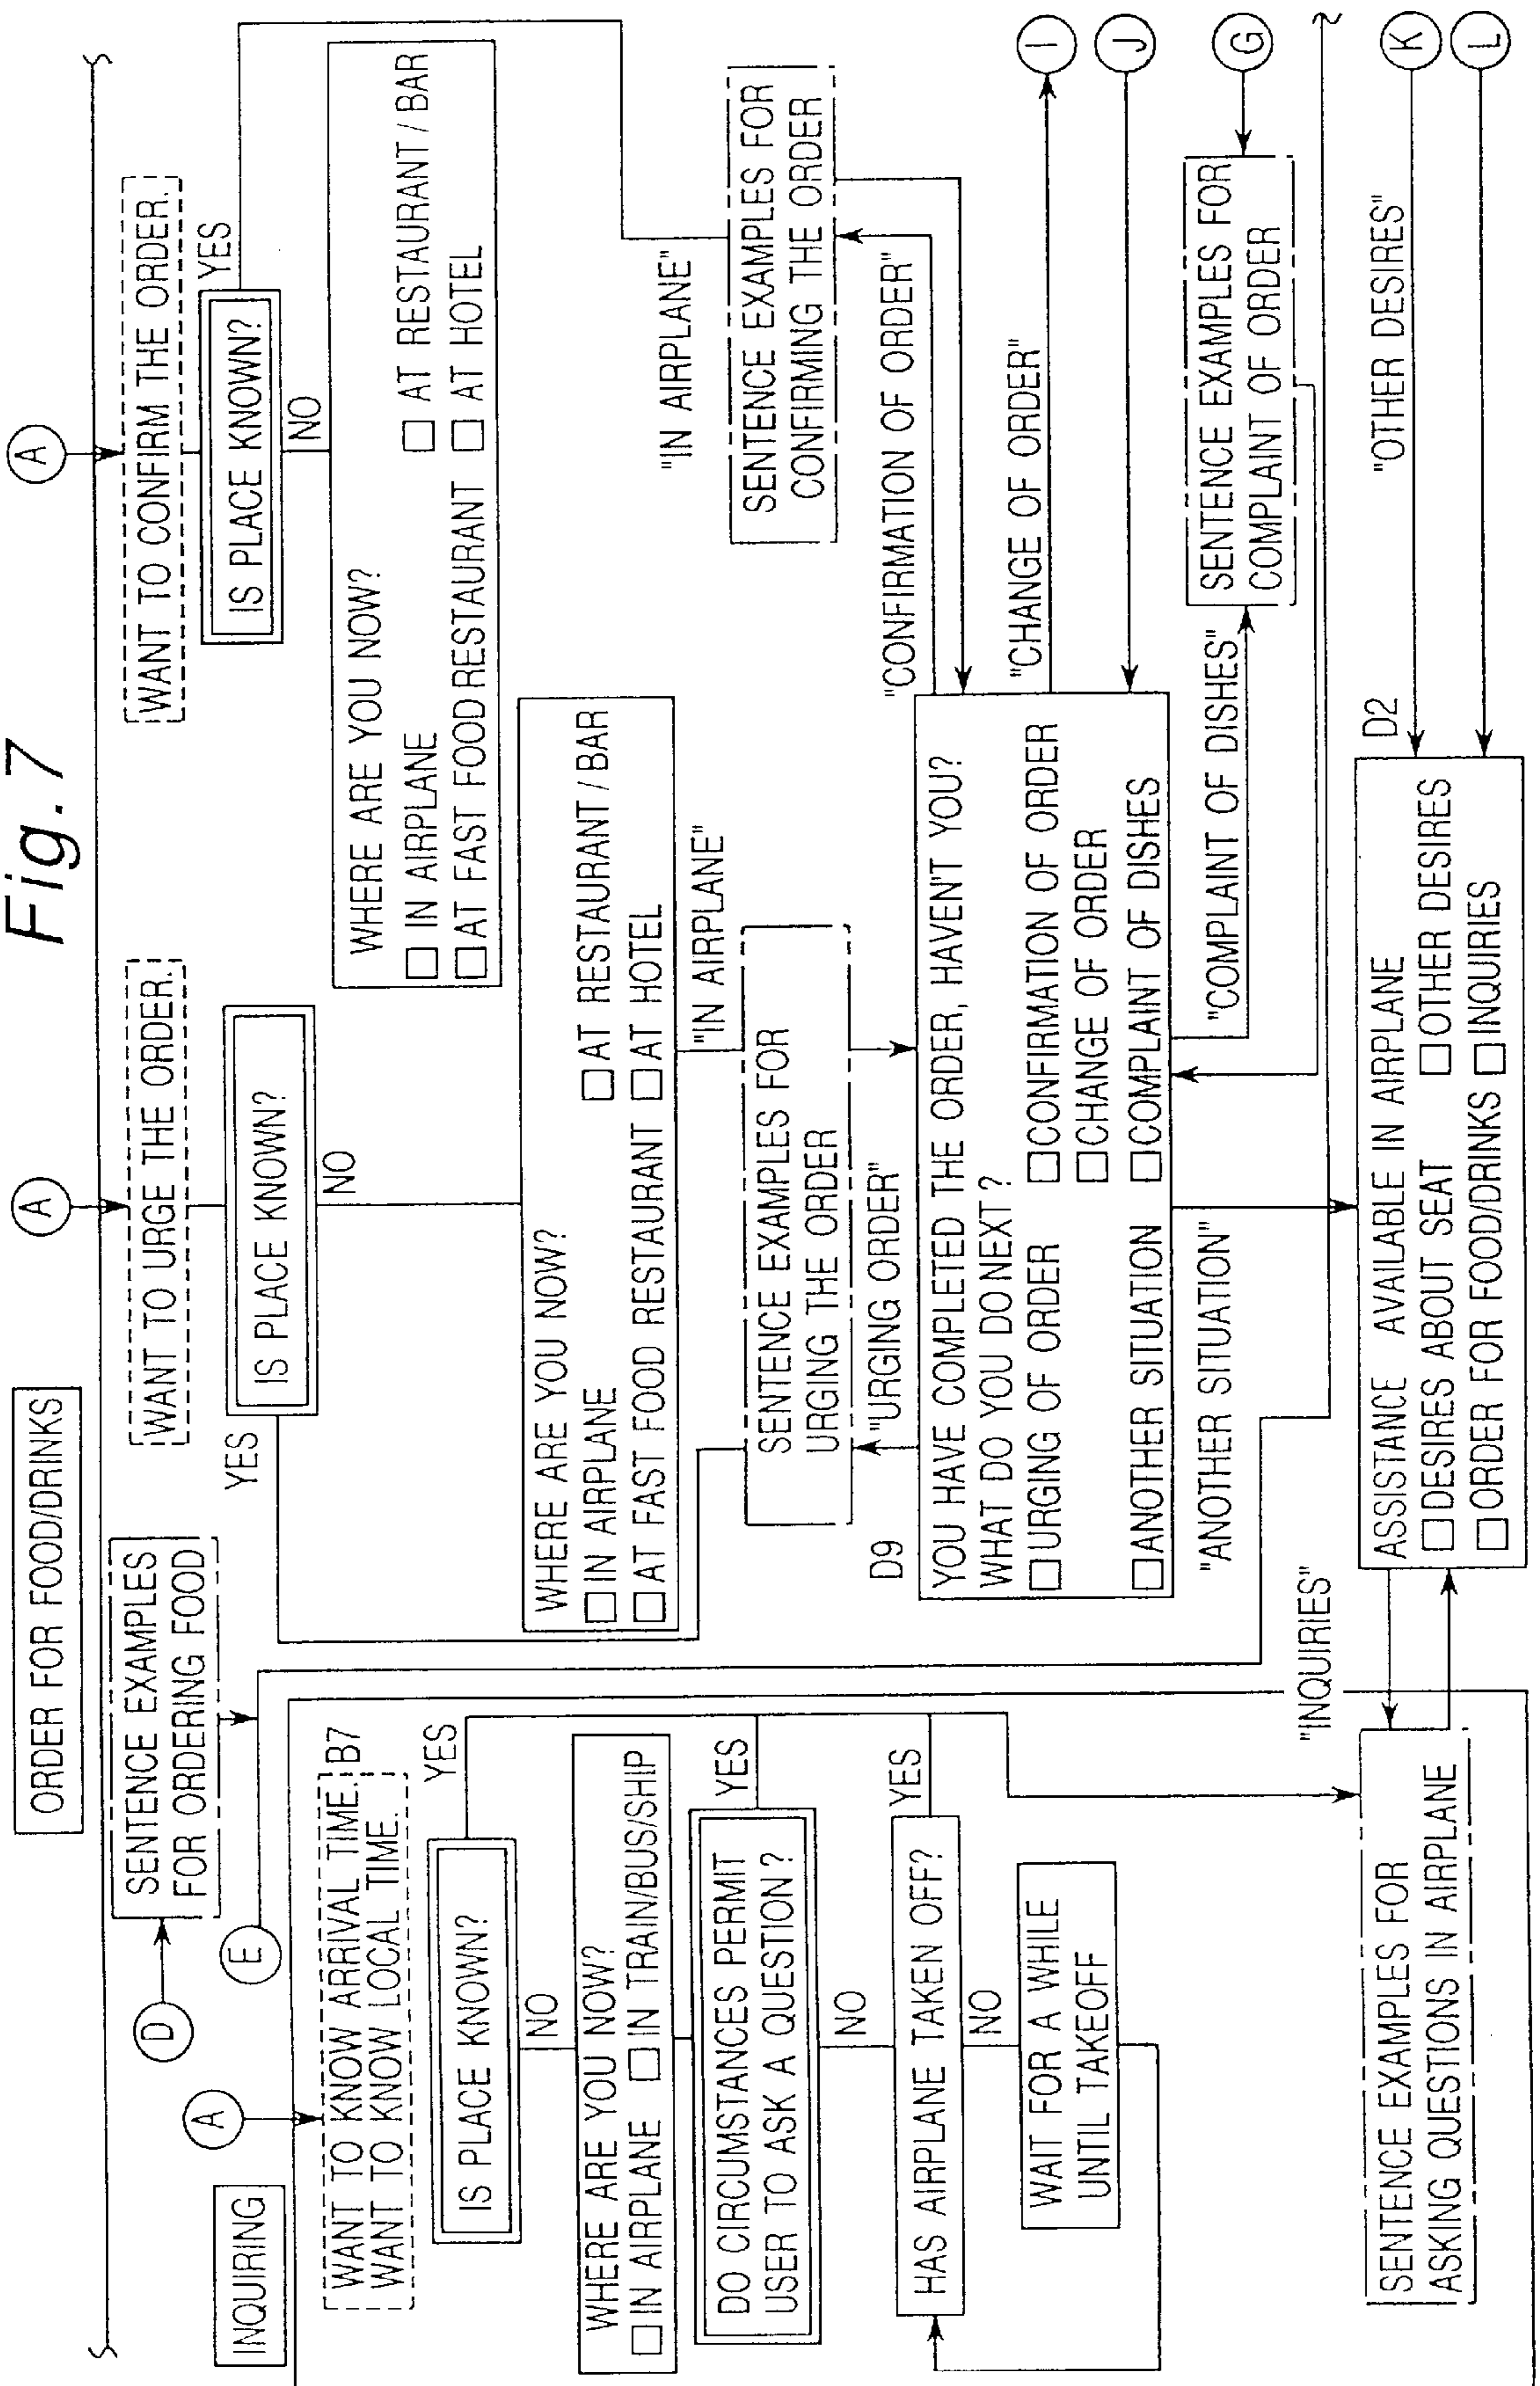 Fig. 7
ORDER FOR FOOD/DRINKS
A
A
WANT TO URGE THE ORDER.
WANT TO CONFIRM THE ORDER.
SENTENCE EXAMPLES
FOR ORDERING FOOD
D
E
IS PLACE KNOWN?
YES
NO
IS PLACE KNOWN?
YES
NO
WHERE ARE YOU NOW?
□ IN AIRPLANE □ AT RESTAURANT / BAR
□ AT FAST FOOD RESTAURANT □ AT HOTEL
WHERE ARE YOU NOW?
□ IN AIRPLANE □ AT RESTAURANT / BAR
□ AT FAST FOOD RESTAURANT □ AT HOTEL
"IN AIRPLANE"
"IN AIRPLANE"
SENTENCE EXAMPLES FOR
URGING THE ORDER
SENTENCE EXAMPLES FOR
CONFIRMING THE ORDER
"URGING ORDER"
"CONFIRMATION OF ORDER"
D9
YOU HAVE COMPLETED THE ORDER, HAVEN'T YOU?
WHAT DO YOU DO NEXT?
□ URGING OF ORDER □ CONFIRMATION OF ORDER
□ CHANGE OF ORDER
□ ANOTHER SITUATION □ COMPLAINT OF DISHES
"CHANGE OF ORDER"
I
J
"COMPLAINT OF DISHES"
SENTENCE EXAMPLES FOR
COMPLAINT OF ORDER
G
"ANOTHER SITUATION"
INQUIRING
A
WANT TO KNOW ARRIVAL TIME.
WANT TO KNOW LOCAL TIME.
B7
IS PLACE KNOWN?
YES
NO
WHERE ARE YOU NOW?
□ IN AIRPLANE □ IN TRAIN/BUS/SHIP
DO CIRCUMSTANCES PERMIT
USER TO ASK A QUESTION?
YES
NO
HAS AIRPLANE TAKEN OFF?
YES
NO
WAIT FOR A WHILE
UNTIL TAKEOFF
SENTENCE EXAMPLES FOR
ASKING QUESTIONS IN AIRPLANE
"INQUIRIES"
D2
ASSISTANCE AVAILABLE IN AIRPLANE
□ DESIRES ABOUT SEAT □ OTHER DESIRES
□ ORDER FOR FOOD/DRINKS □ INQUIRIES
"OTHER DESIRES"
K
L